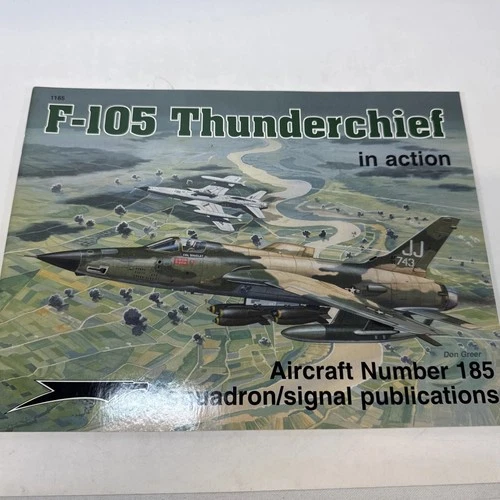 1185
F-105 Thunderchief
in action
JJ
743
Don Greer
Aircraft Number 185
squadron/signal publications